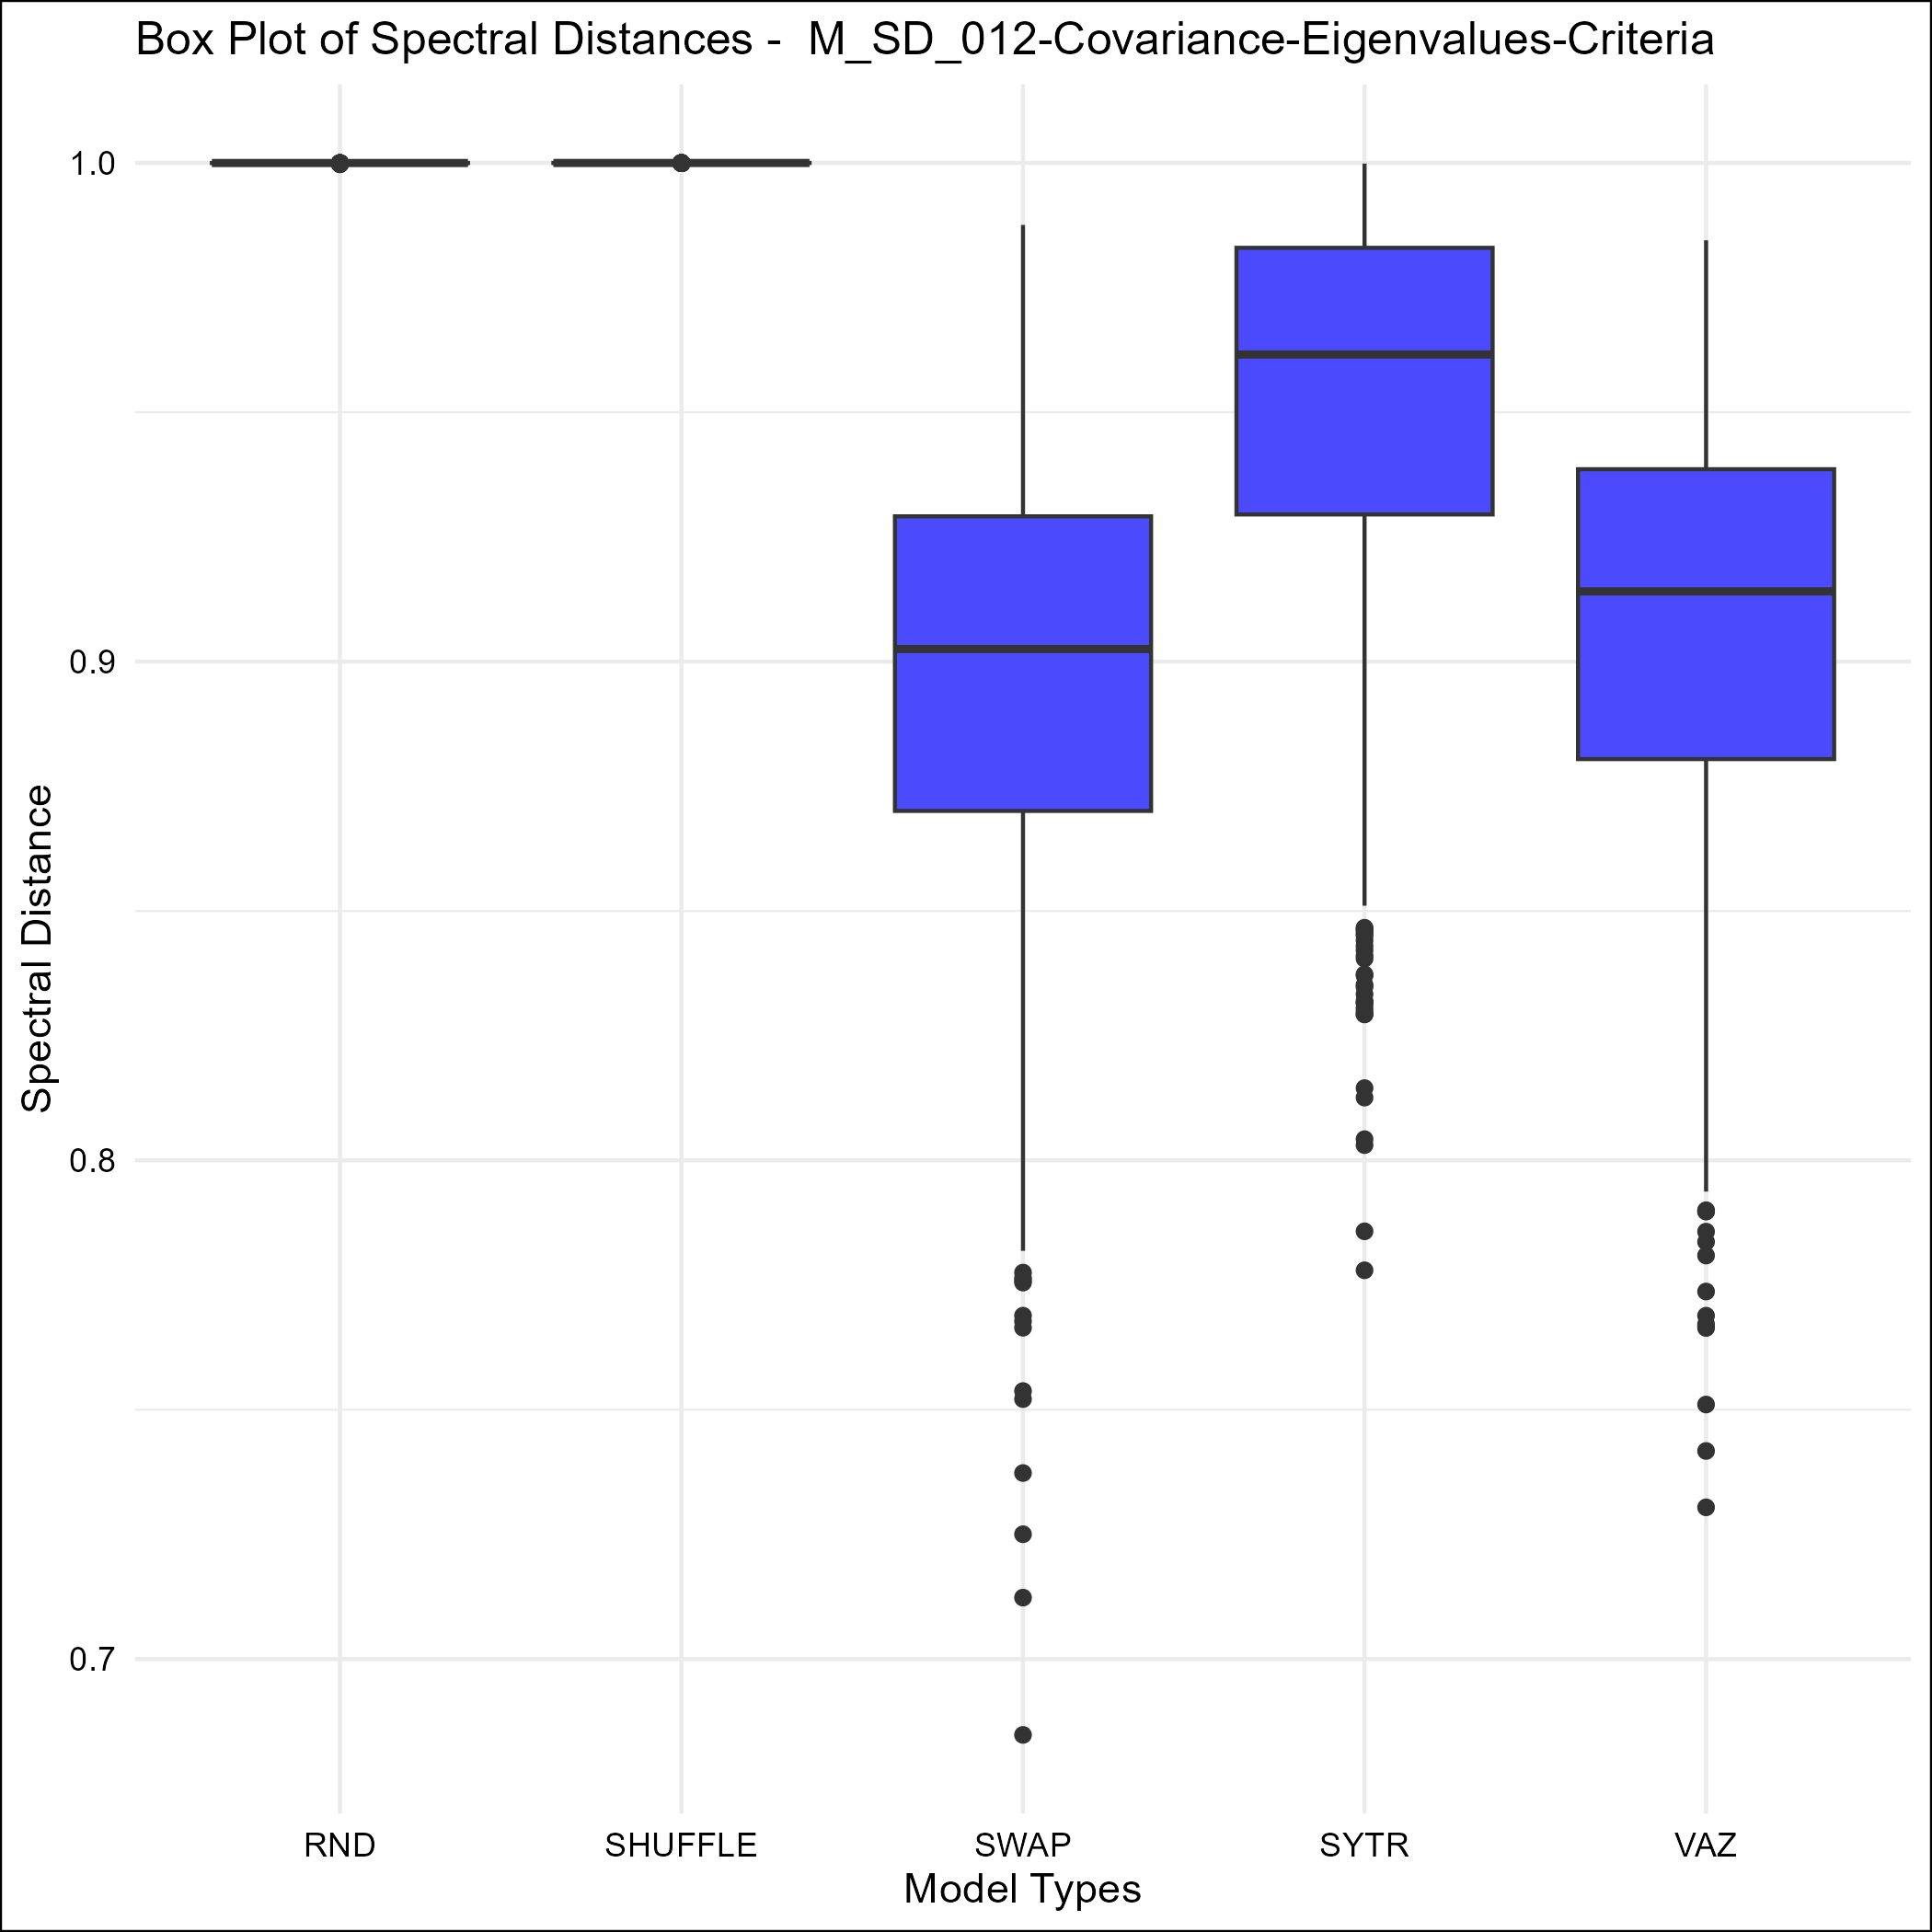 Box Plot of Spectral Distances -  M_SD_012-Covariance-Eigenvalues-Criteria
1.0
0.9
0.8
0.7
Spectral Distance
RND SHUFFLE SWAP SYTR VAZ
Model Types